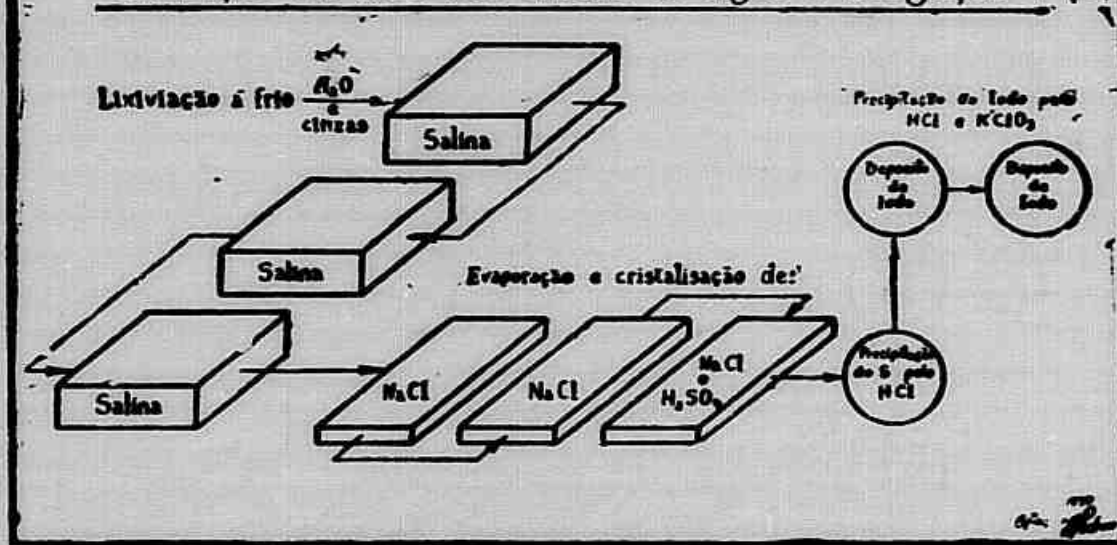 Lixiviação á frio H₂O
e
cinzas
Salina
Precipitação do Iodo pelo
HCl e KClO₃
Deposito
de
Iodo
Deposito
de
Iodo
Salina
Evaporação e cristalisação de:
Salina
NaCl
NaCl
NaCl
e
Precipitação
do S pelo
HCl